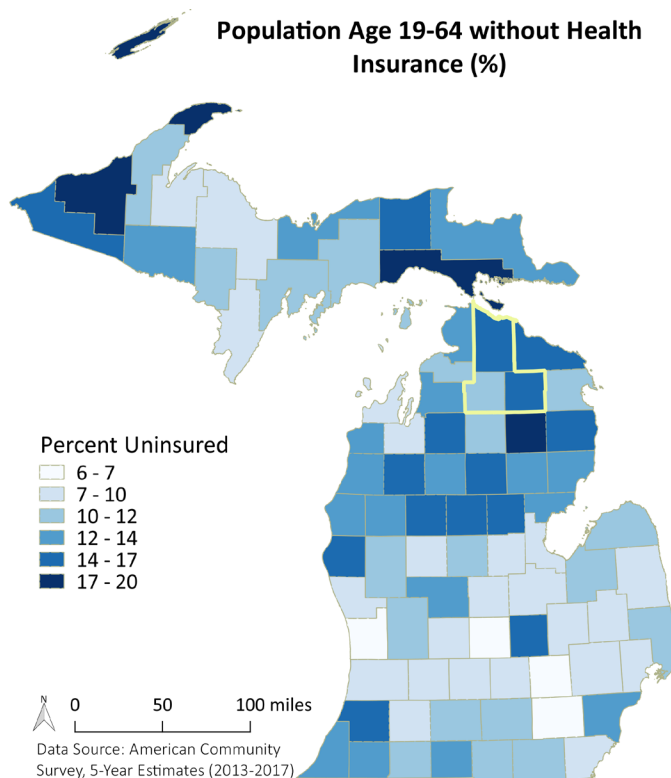 Population Age 19-64 without Health
Insurance (%)
Percent Uninsured
6 - 7
7 - 10
10 - 12
12 - 14
14 - 17
17 - 20
N
0 50 100 miles
Data Source: American Community
Survey, 5-Year Estimates (2013-2017)